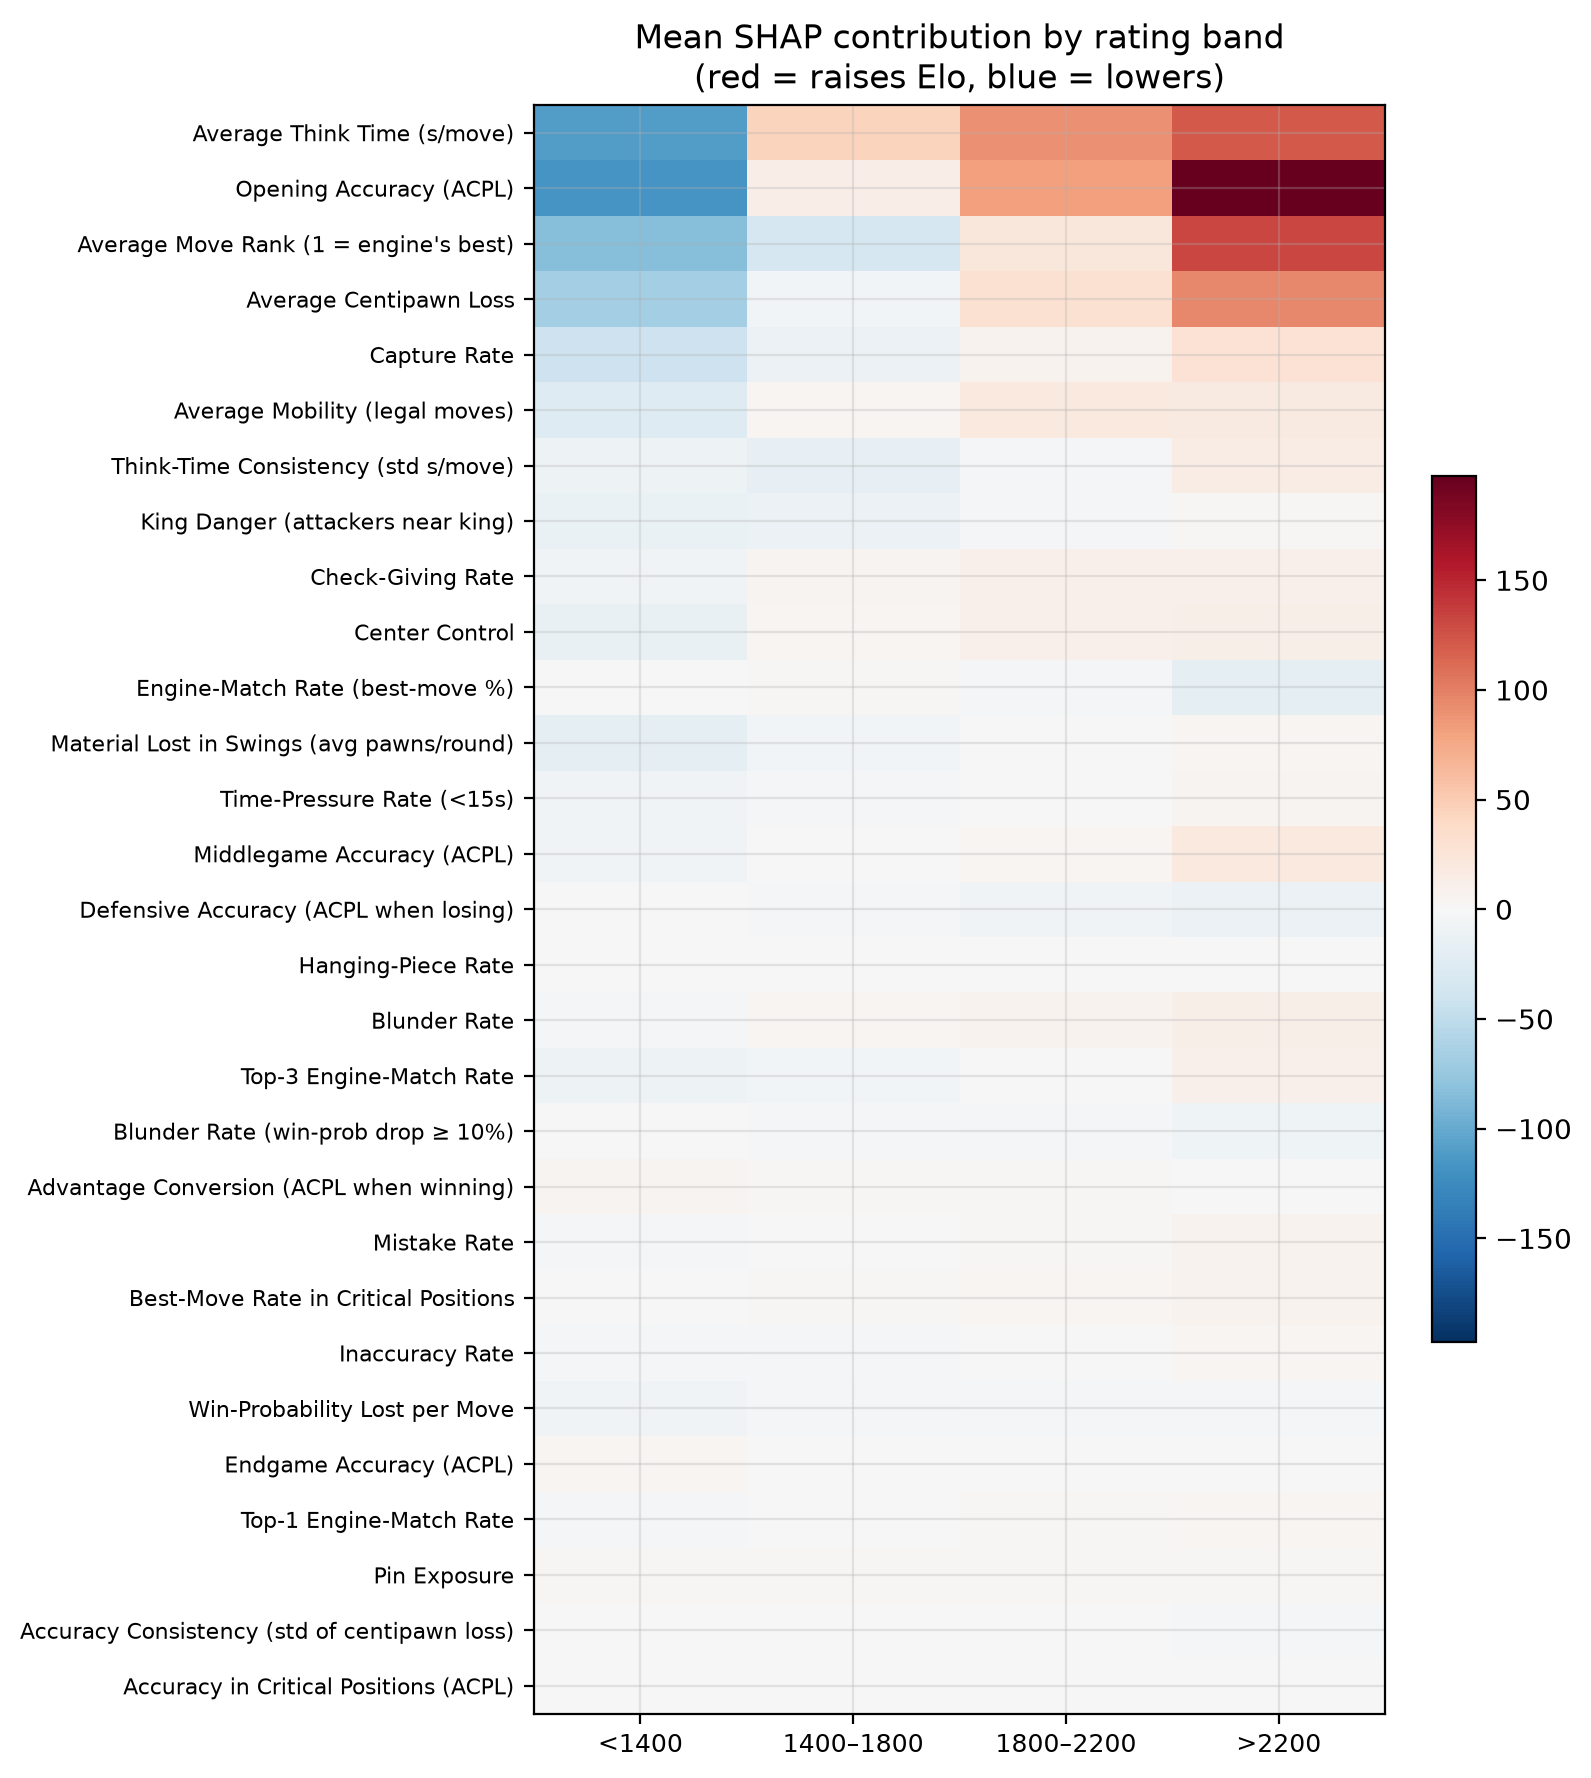 Mean SHAP contribution by rating band
(red = raises Elo, blue = lowers)
Average Think Time (s/move)
Opening Accuracy (ACPL)
Average Move Rank (1 = engine's best)
Average Centipawn Loss
Capture Rate
Average Mobility (legal moves)
Think-Time Consistency (std s/move)
King Danger (attackers near king)
Check-Giving Rate
Center Control
Engine-Match Rate (best-move %)
Material Lost in Swings (avg pawns/round)
Time-Pressure Rate (<15s)
Middlegame Accuracy (ACPL)
Defensive Accuracy (ACPL when losing)
Hanging-Piece Rate
Blunder Rate
Top-3 Engine-Match Rate
Blunder Rate (win-prob drop ≥ 10%)
Advantage Conversion (ACPL when winning)
Mistake Rate
Best-Move Rate in Critical Positions
Inaccuracy Rate
Win-Probability Lost per Move
Endgame Accuracy (ACPL)
Top-1 Engine-Match Rate
Pin Exposure
Accuracy Consistency (std of centipawn loss)
Accuracy in Critical Positions (ACPL)
<1400
1400–1800
1800–2200
>2200
150
100
50
0
−50
−100
−150